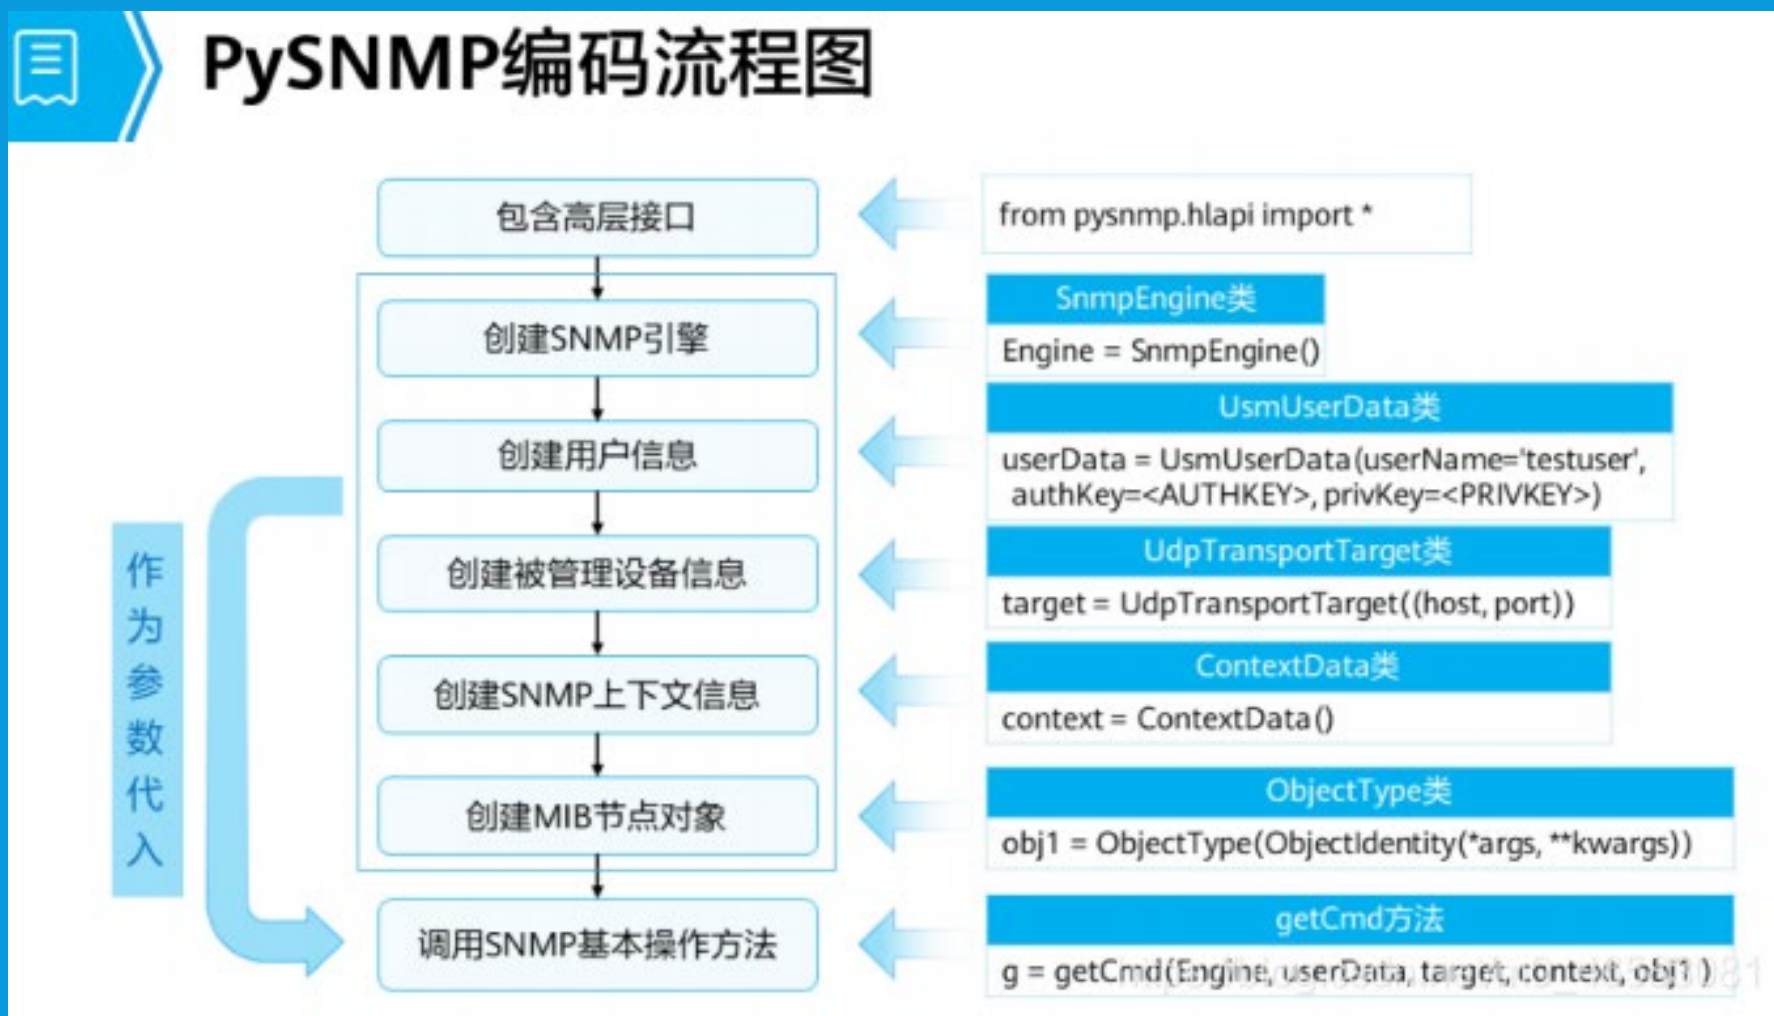 PySNMP编码流程图
包含高层接口
from pysnmp.hlapi import *
创建SNMP引擎
SnmpEngine类
Engine = SnmpEngine()
创建用户信息
UsmUserData类
userData = UsmUserData(userName='testuser',
authKey=<AUTHKEY>, privKey=<PRIVKEY>)
创建被管理设备信息
UdpTransportTarget类
target = UdpTransportTarget((host, port))
创建SNMP上下文信息
ContextData类
context = ContextData()
创建MIB节点对象
ObjectType类
obj1 = ObjectType(ObjectIdentity(*args, **kwargs))
调用SNMP基本操作方法
getCmd方法
g = getCmd(Engine, userData, target, context, obj1 )
作为参数代入